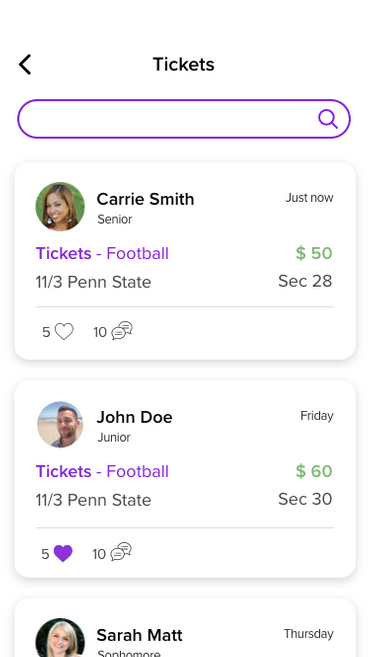 Tickets
Carrie Smith
Just now
Senior
Tickets - Football
$ 50
11/3 Penn State
Sec 28
5
10
John Doe
Friday
Junior
Tickets - Football
$ 60
11/3 Penn State
Sec 30
5
10
Sarah Matt
Thursday
Sophomore